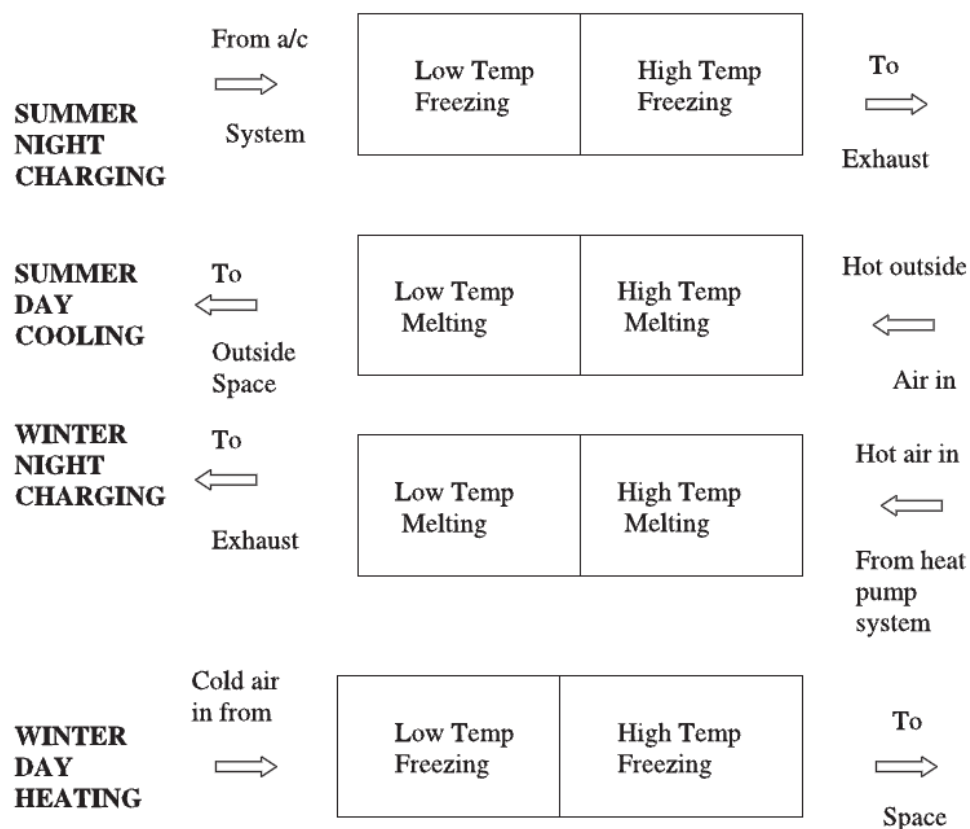 SUMMER
NIGHT
CHARGING
From a/c
System
Low Temp
Freezing
High Temp
Freezing
To
Exhaust
SUMMER
DAY
COOLING
To
Outside
Space
Low Temp
Melting
High Temp
Melting
Hot outside
Air in
WINTER
NIGHT
CHARGING
To
Exhaust
Low Temp
Melting
High Temp
Melting
Hot air in
From heat
pump
system
WINTER
DAY
HEATING
Cold air
in from
Low Temp
Freezing
High Temp
Freezing
To
Space